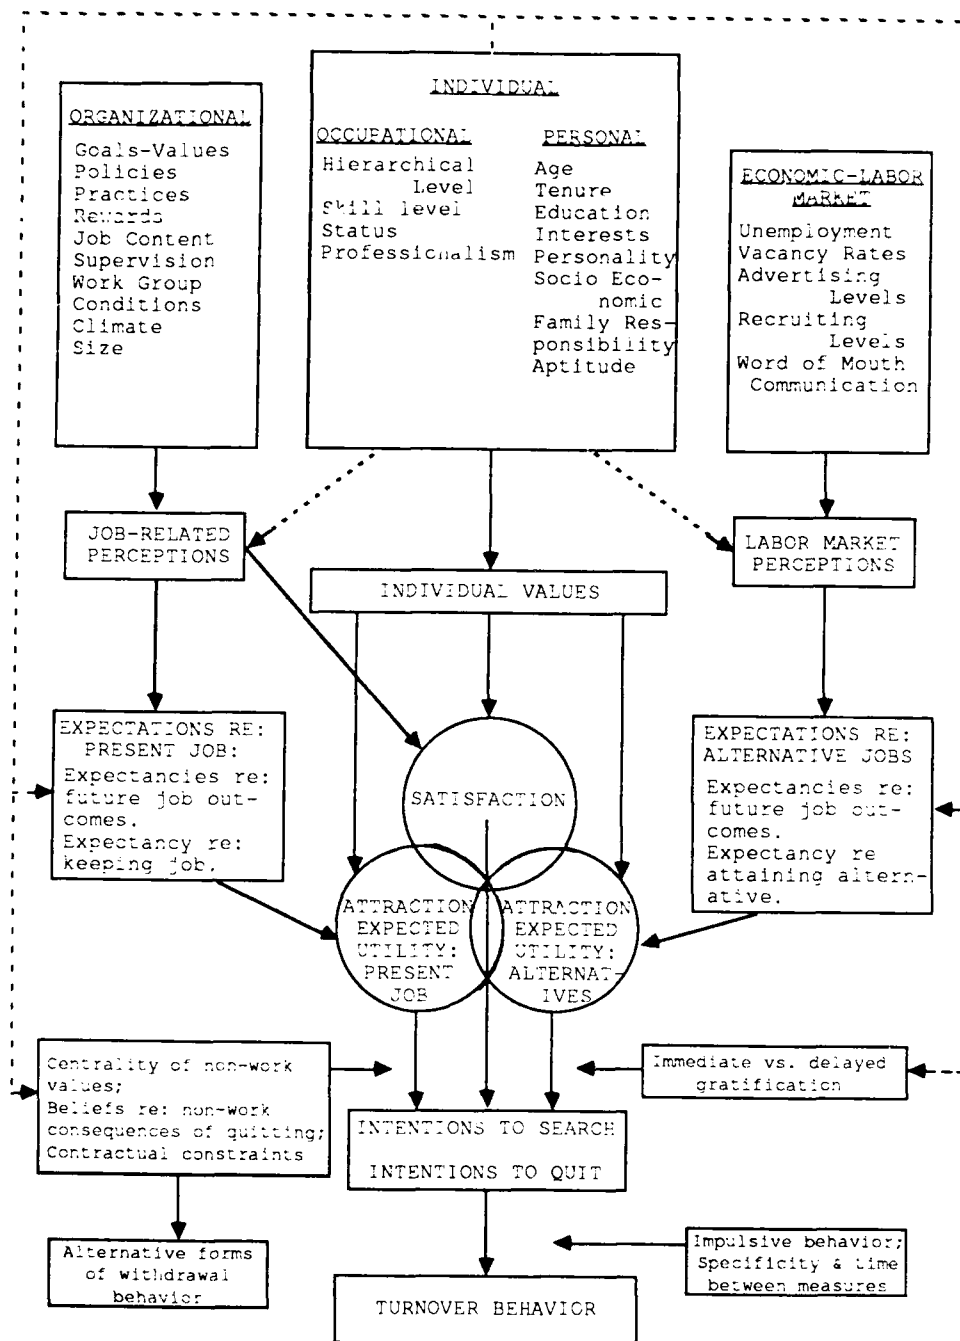 INDIVIDUAL
ORGANIZATIONAL
Goals-Values
Policies
Practices
Rewards
Job Content
Supervision
Work Group
Conditions
Climate
Size
OCCUPATIONAL
Hierarchical
Level
Skill level
Status
Professionalism
PERSONAL
Age
Tenure
Education
Interests
Personality
Socio Eco-
nomic
Family Res-
ponsibility
Aptitude
ECONOMIC-LABOR
MARKET
Unemployment
Vacancy Rates
Advertising
Levels
Recruiting
Levels
Word of Mouth
Communication
JOB-RELATED
PERCEPTIONS
INDIVIDUAL VALUES
LABOR MARKET
PERCEPTIONS
EXPECTATIONS RE:
PRESENT JOB:
Expectancies re:
future job out-
comes.
Expectancy re:
keeping job.
SATISFACTION
EXPECTATIONS RE:
ALTERNATIVE JOBS
Expectancies re:
future job out-
comes.
Expectancy re
attaining altern-
ative.
ATTRACTION
EXPECTED
UTILITY:
PRESENT
JOB
ATTRACTION
EXPECTED
UTILITY:
ALTERNAT-
IVES
Centrality of non-work
values;
Beliefs re: non-work
consequences of quitting;
Contractual constraints
Immediate vs. delayed
gratification
INTENTIONS TO SEARCH
INTENTIONS TO QUIT
Alternative forms
of withdrawal
behavior
Impulsive behavior;
Specificity & time
between measures
TURNOVER BEHAVIOR